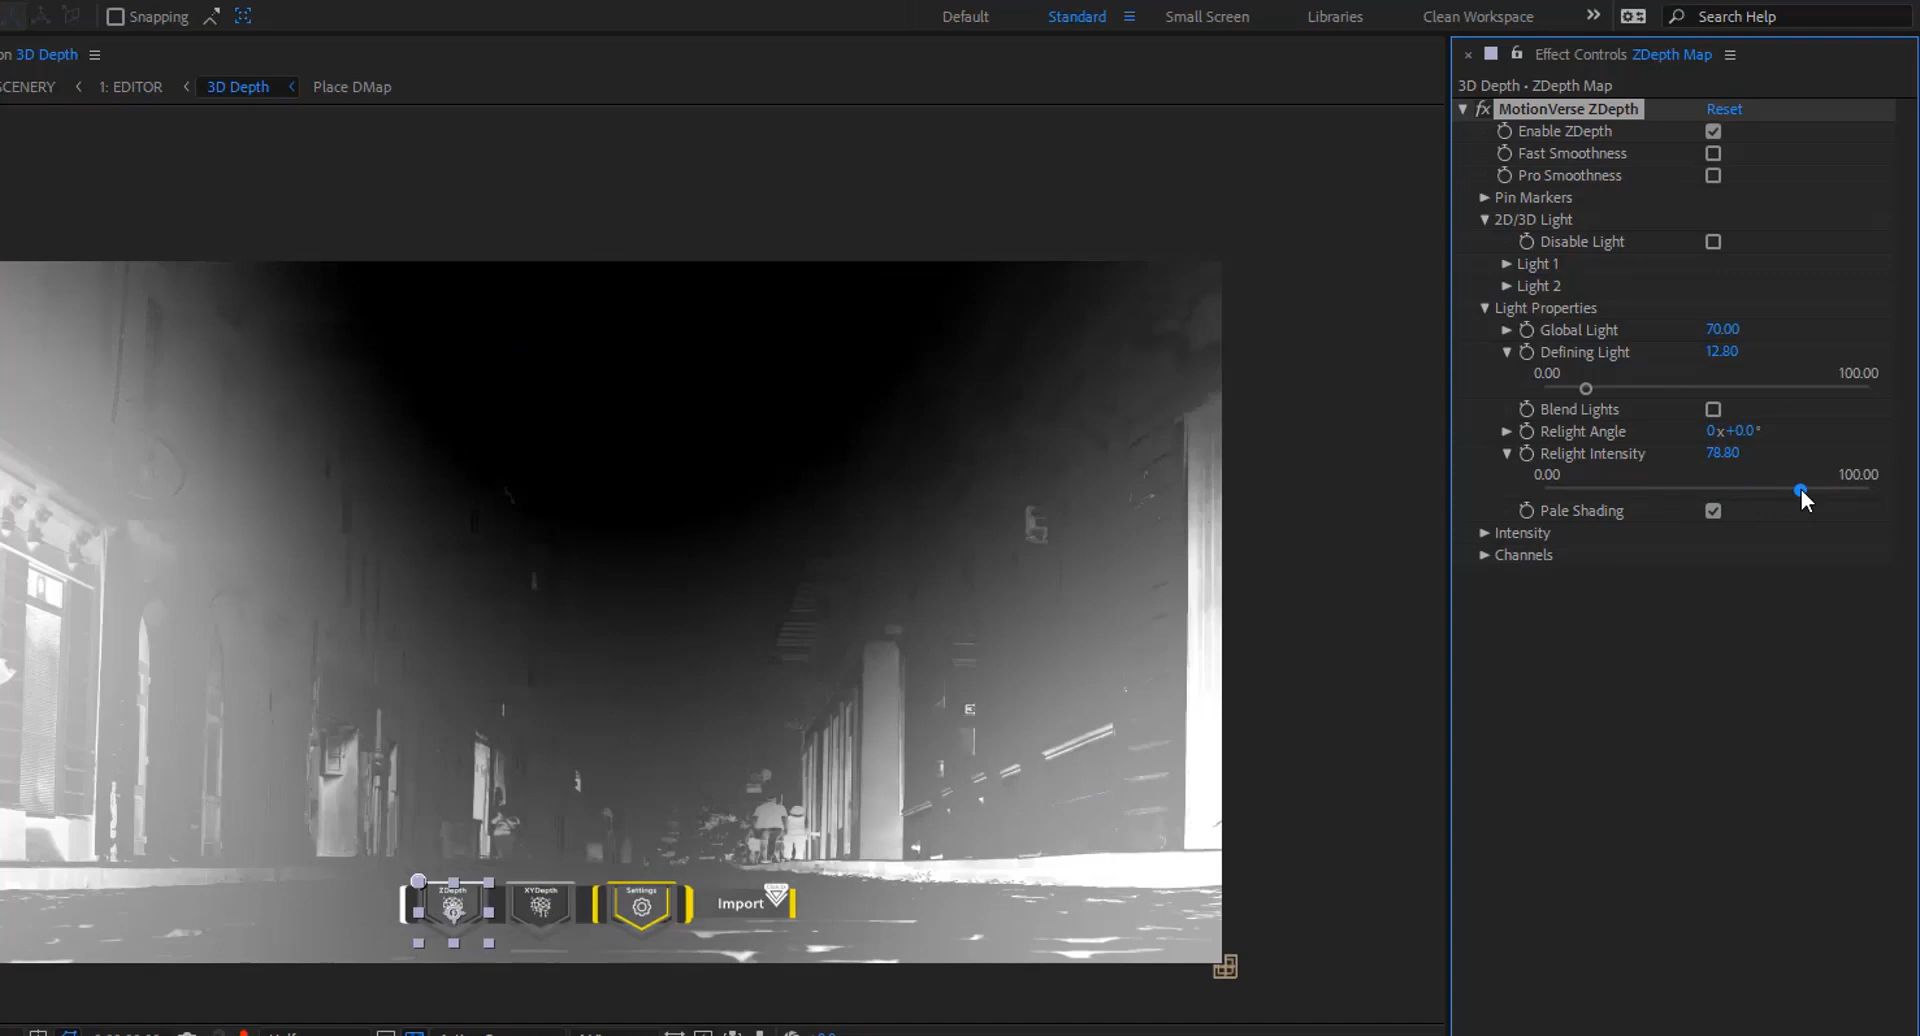 Snapping
Default
Standard
Small Screen
Libraries
Clean Workspace
Search Help
on 3D Depth
Effect Controls ZDepth Map
SCENERY
1: EDITOR
3D Depth
Place DMap
3D Depth • ZDepth Map
fx MotionVerse ZDepth Reset
Enable ZDepth
Fast Smoothness
Pro Smoothness
Pin Markers
2D/3D Light
Disable Light
Light 1
Light 2
Light Properties
Global Light 70.00
Defining Light 12.80
0.00 100.00
Blend Lights
Relight Angle 0x+0.0°
Relight Intensity 78.80
0.00 100.00
Pale Shading
Intensity
Channels
ZDepth
XYDepth
Settings
Import